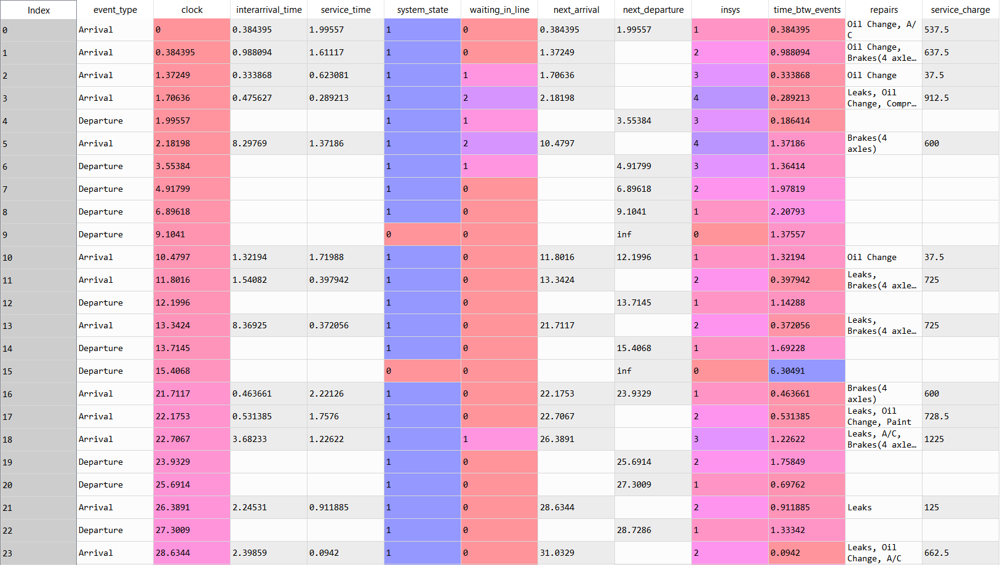 Index event_type clock interarrival_time service_time system_state waiting_in_line next_arrival next_departure insys time_btw_events repairs service_charge
0 Arrival 0 0.384395 1.99557 1 0 0.384395 1.99557 1 0.384395 Oil Change, A/ 537.5
C
1 Arrival 0.384395 0.988094 1.61117 1 0 1.37249 2 0.988094 Oil Change, 637.5
Brakes(4 axle…
2 Arrival 1.37249 0.333868 0.623081 1 1 1.70636 3 0.333868 Oil Change 37.5
3 Arrival 1.70636 0.475627 0.289213 1 2 2.18198 4 0.289213 Leaks, Oil 912.5
Change, Compr…
4 Departure 1.99557 1 1 3.55384 3 0.186414
5 Arrival 2.18198 8.29769 1.37186 1 2 10.4797 4 1.37186 Brakes(4 600
axles)
6 Departure 3.55384 1 1 4.91799 3 1.36414
7 Departure 4.91799 1 0 6.89618 2 1.97819
8 Departure 6.89618 1 0 9.1041 1 2.20793
9 Departure 9.1041 0 0 inf 0 1.37557
10 Arrival 10.4797 1.32194 1.71988 1 0 11.8016 12.1996 1 1.32194 Oil Change 37.5
11 Arrival 11.8016 1.54082 0.397942 1 0 13.3424 2 0.397942 Leaks, 725
Brakes(4 axle…
12 Departure 12.1996 1 0 13.7145 1 1.14288
13 Arrival 13.3424 8.36925 0.372056 1 0 21.7117 2 0.372056 Leaks, 725
Brakes(4 axle…
14 Departure 13.7145 1 0 15.4068 1 1.69228
15 Departure 15.4068 0 0 inf 0 6.30491
16 Arrival 21.7117 0.463661 2.22126 1 0 22.1753 23.9329 1 0.463661 Brakes(4 600
axles)
17 Arrival 22.1753 0.531385 1.7576 1 0 22.7067 2 0.531385 Leaks, Oil 728.5
Change, Paint
18 Arrival 22.7067 3.68233 1.22622 1 1 26.3891 3 1.22622 Leaks, A/C, 1225
Brakes(4 axle…
19 Departure 23.9329 1 0 25.6914 2 1.75849
20 Departure 25.6914 1 0 27.3009 1 0.69762
21 Arrival 26.3891 2.24531 0.911885 1 0 28.6344 2 0.911885 Leaks 125
22 Departure 27.3009 1 0 28.7286 1 1.33342
23 Arrival 28.6344 2.39859 0.0942 1 0 31.0329 2 0.0942 Leaks, Oil 662.5
Change, A/C